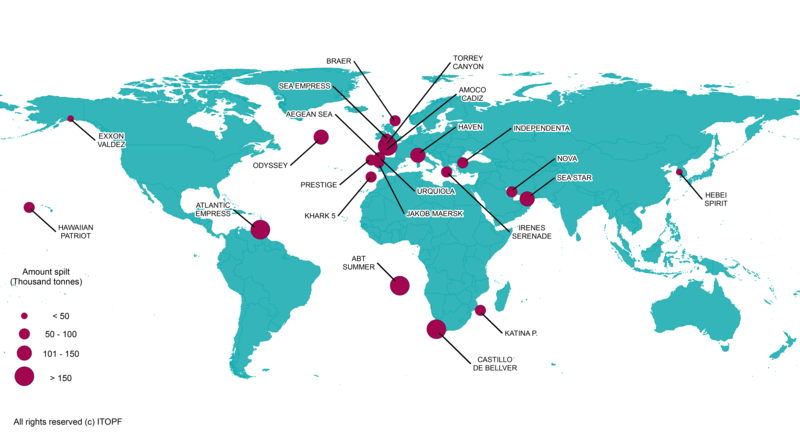 BRAER
TORREY
CANYON
SEA EMPRESS
AMOCO
CADIZ
AEGEAN SEA
HAVEN
INDEPENDENTA
EXXON
VALDEZ
ODYSSEY
NOVA
PRESTIGE
URQUIOLA
SEA STAR
ATLANTIC
EMPRESS
KHARK 5
JAKOB MAERSK
HEBEI
SPIRIT
HAWAIIAN
PATRIOT
IRENES
SERENADE
ABT
SUMMER
Amount spilt
(Thousand tonnes)
< 50
50 - 100
KATINA P.
101 - 150
CASTILLO
DE BELLVER
> 150
All rights reserved (c) ITOPF